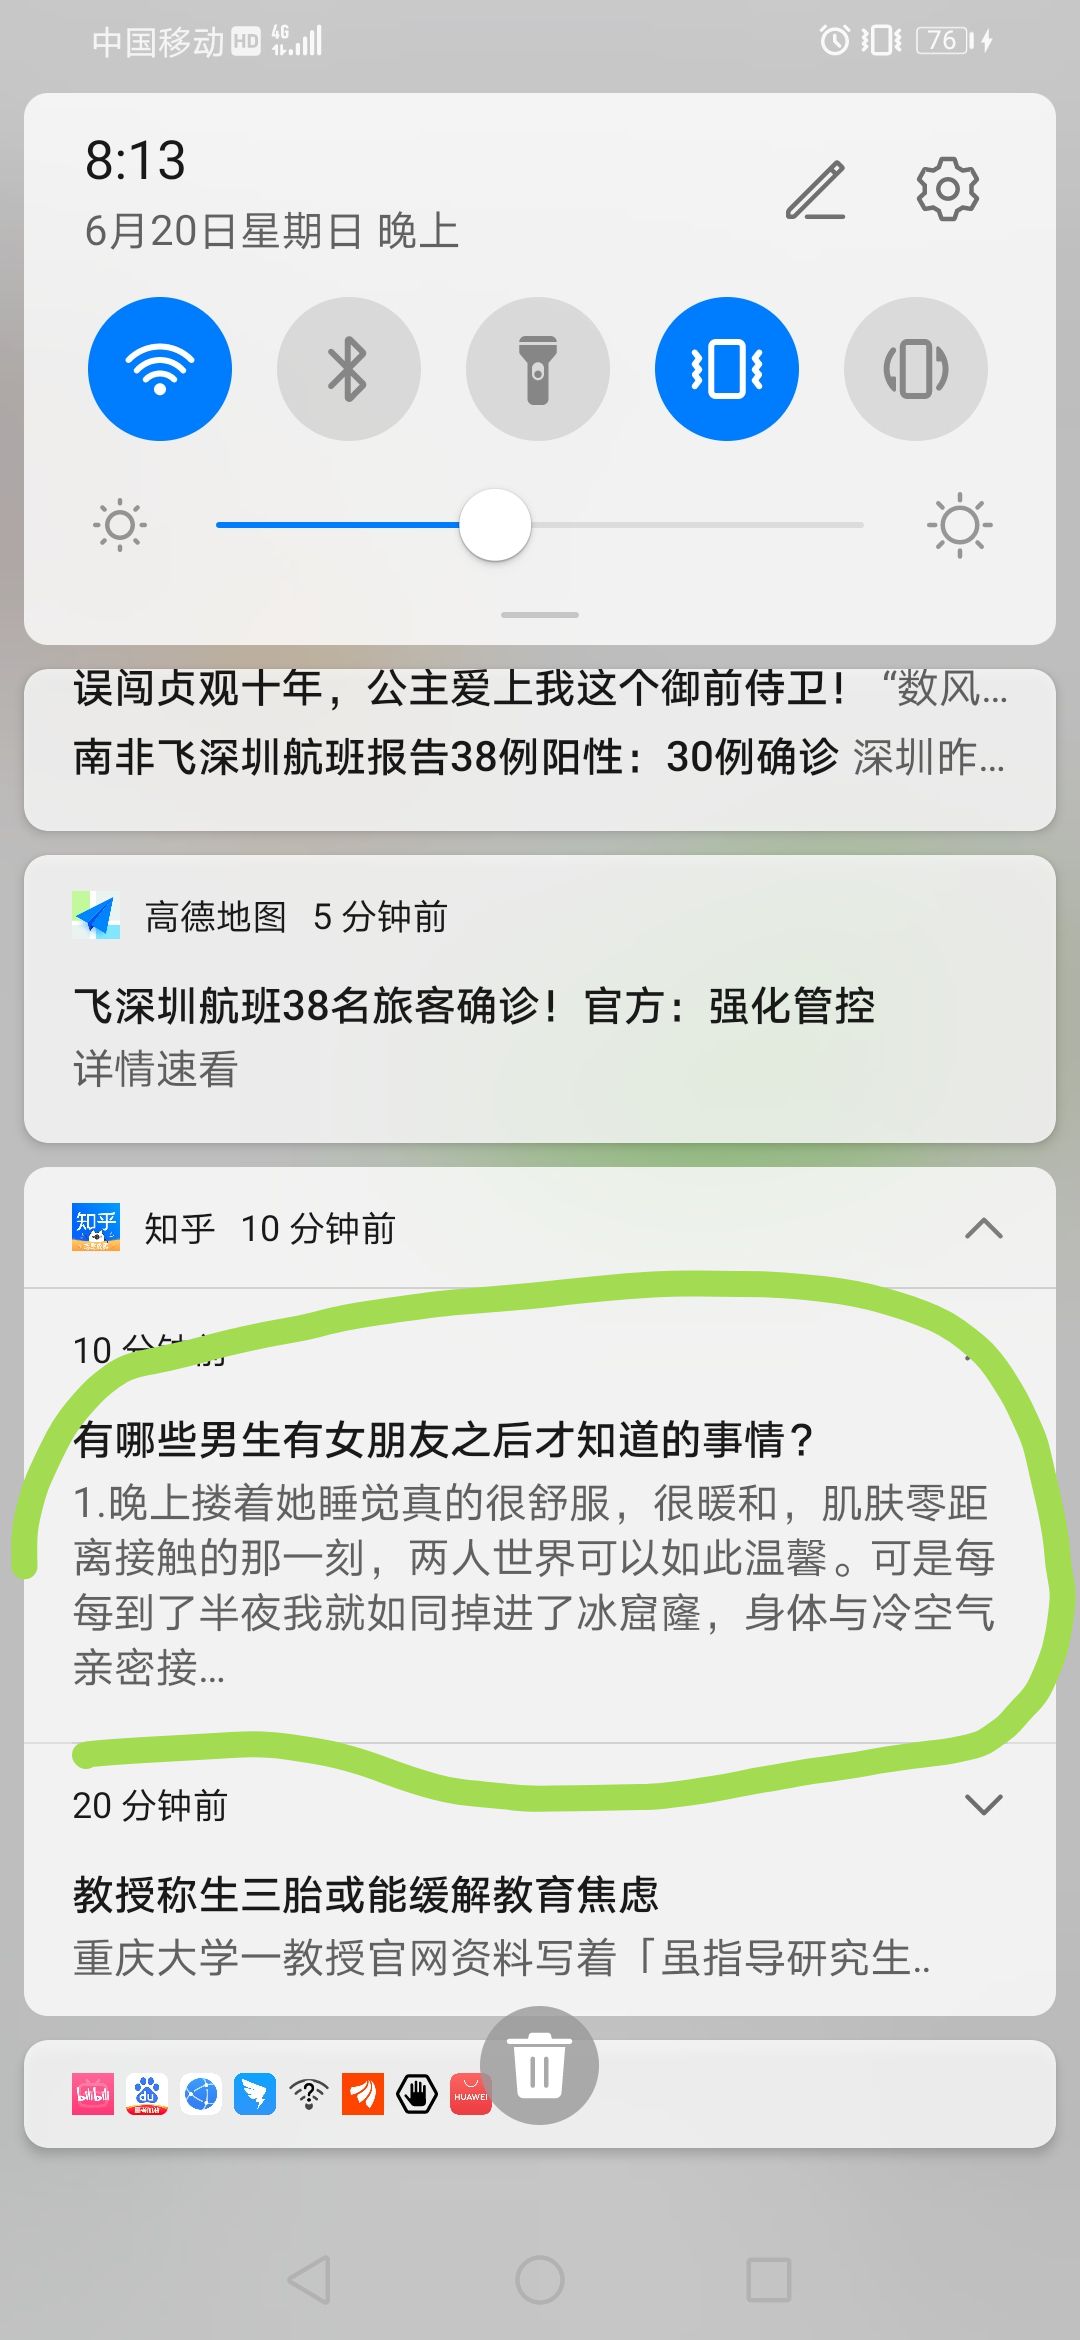 中国移动 HD 4G 76
8:13
6月20日星期日 晚上
误闯贞观十年，公主爱上我这个御前侍卫！ “数风...
南非飞深圳航班报告38例阳性：30例确诊 深圳昨...
高德地图 5 分钟前
飞深圳航班38名旅客确诊！官方：强化管控
详情速看
知乎 知乎 10 分钟前
10 分钟前
有哪些男生有女朋友之后才知道的事情？
1.晚上搂着她睡觉真的很舒服，很暖和，肌肤零距
离接触的那一刻，两人世界可以如此温馨。可是每
每到了半夜我就如同掉进了冰窟窿，身体与冷空气
亲密接...
20 分钟前
教授称生三胎或能缓解教育焦虑
重庆大学一教授官网资料写着「虽指导研究生..
bilibili du HUAWEI